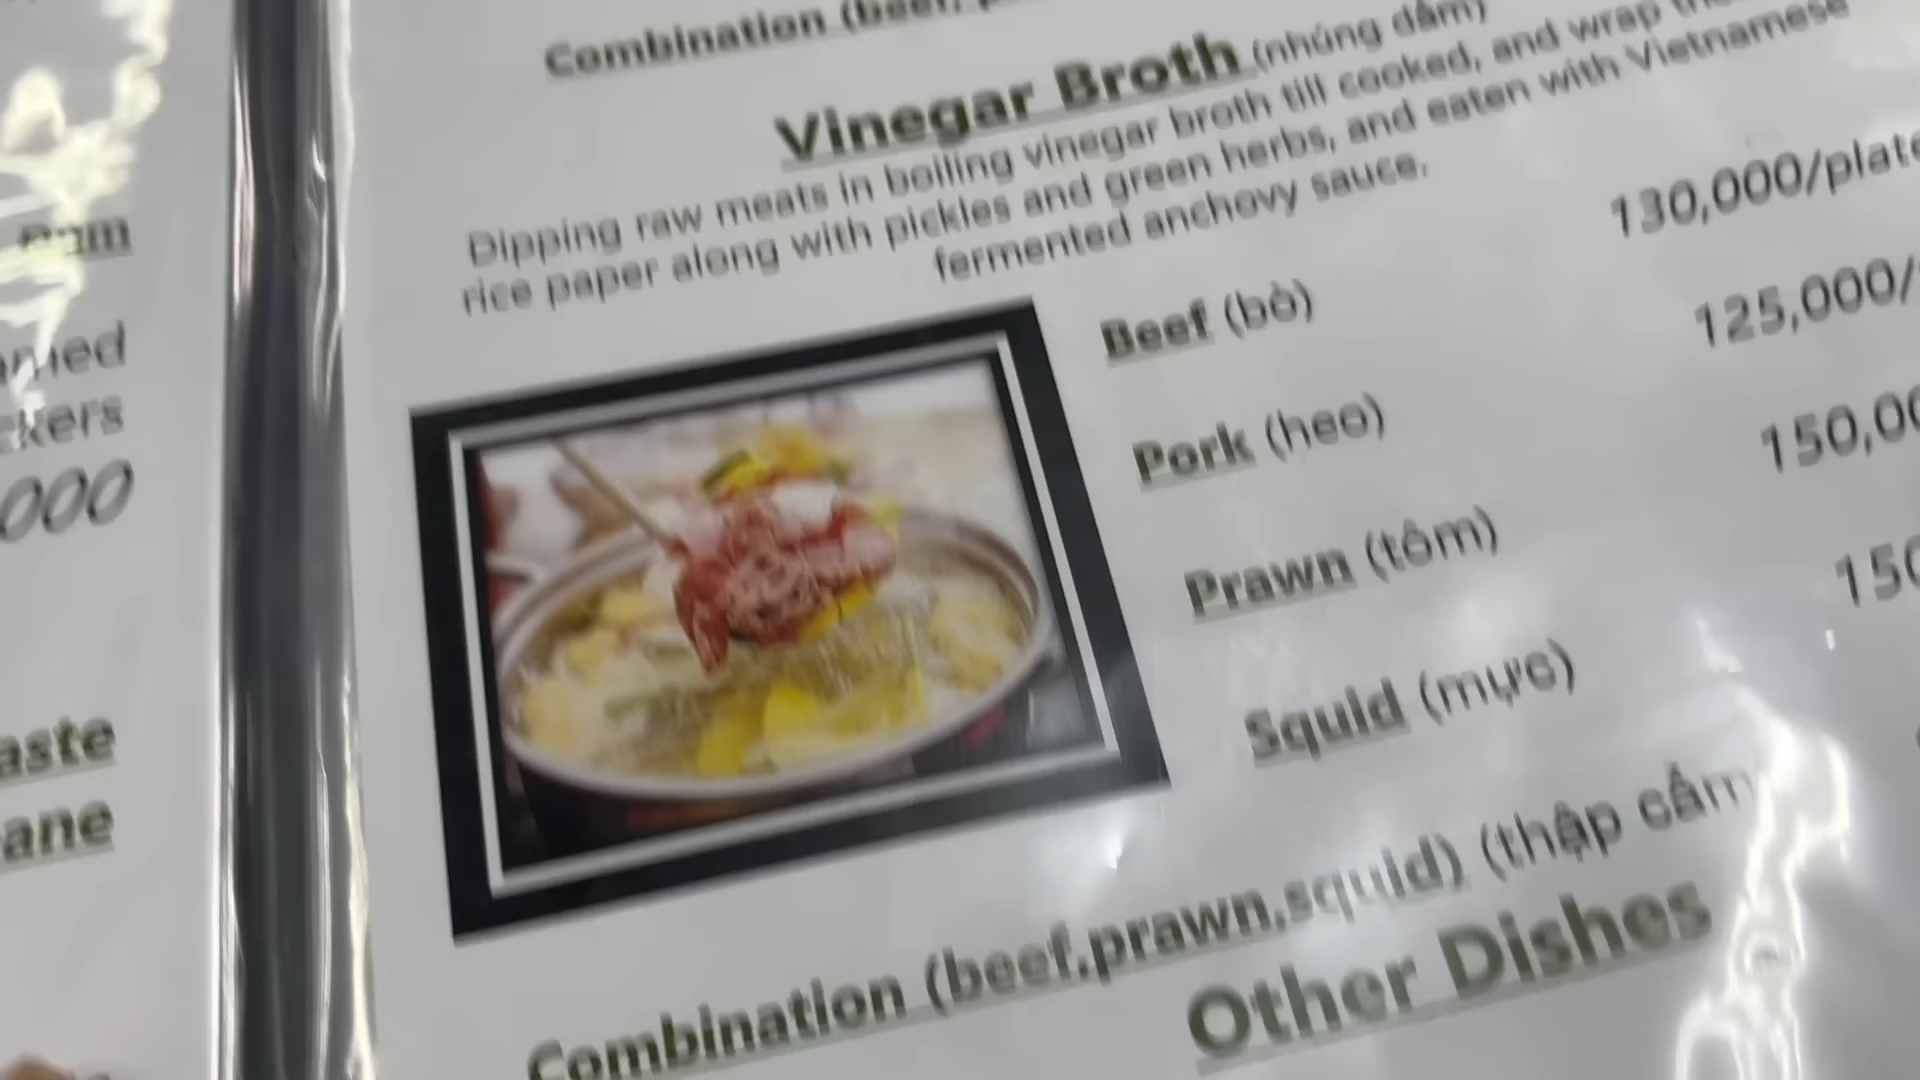 Combination (beef,
Vinegar Broth (nhúng dấm)
Dipping raw meats in boiling vinegar broth till cooked, and wrap
rice paper along with pickles and green herbs, and eaten with Vietnamese
fermented anchovy sauce.
Beef (bò) 130,000/plate
Pork (heo) 125,000/
Prawn (tôm) 150,00
Squid (mực) 150
Combination (beef,prawn,squid) (thập cẩm
Other Dishes
ckers
000
aste
ane